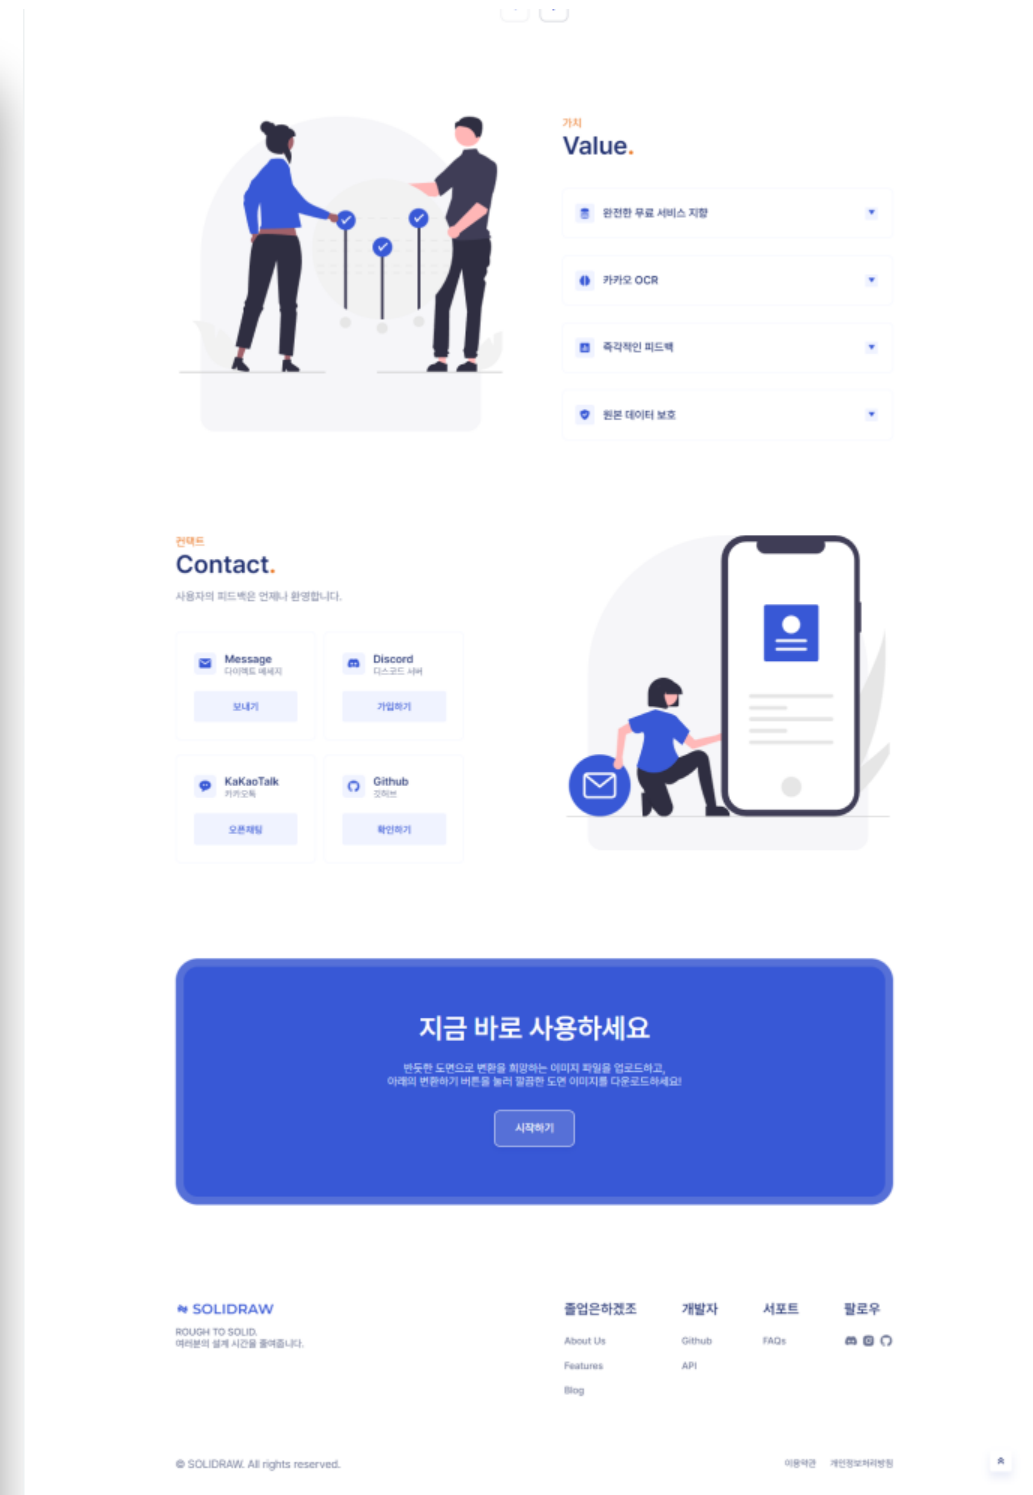 가치
Value.
완전한 무료 서비스 지향
카카오 OCR
즉각적인 피드백
원본 데이터 보호
컨택트
Contact.
사용자의 피드백은 언제나 환영합니다.
Message
다이렉트 메세지
보내기
Discord
디스코드 서버
가입하기
KaKaoTalk
카카오톡
오픈채팅
Github
깃허브
확인하기
지금 바로 사용하세요
반듯한 도면으로 변환을 희망하는 이미지 파일을 업로드하고,
아래의 변환하기 버튼을 눌러 깔끔한 도면 이미지를 다운로드하세요!
시작하기
SOLIDRAW
ROUGH TO SOLID.
여러분의 설계 시간을 줄여줍니다.
졸업은하겠조
About Us
Features
Blog
개발자
Github
API
서포트
FAQs
팔로우
© SOLIDRAW. All rights reserved.
이용약관 개인정보처리방침